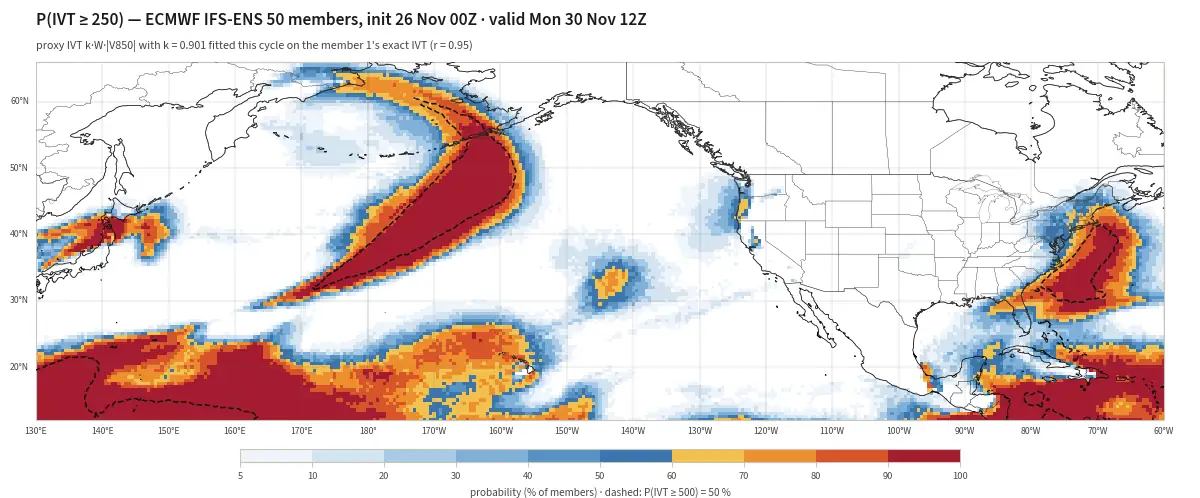 P(IVT ≥ 250) — ECMWF IFS-ENS 50 members, init 26 Nov 00Z · valid Mon 30 Nov 12Z
proxy IVT k·W·|V850| with k = 0.901 fitted this cycle on the member 1's exact IVT (r = 0.95)
60°N
50°N
40°N
30°N
20°N
130°E 140°E 150°E 160°E 170°E 180° 170°W 160°W 150°W 140°W 130°W 120°W 110°W 100°W 90°W 80°W 70°W 60°W
5 10 20 30 40 50 60 70 80 90 100
probability (% of members) · dashed: P(IVT ≥ 500) = 50 %